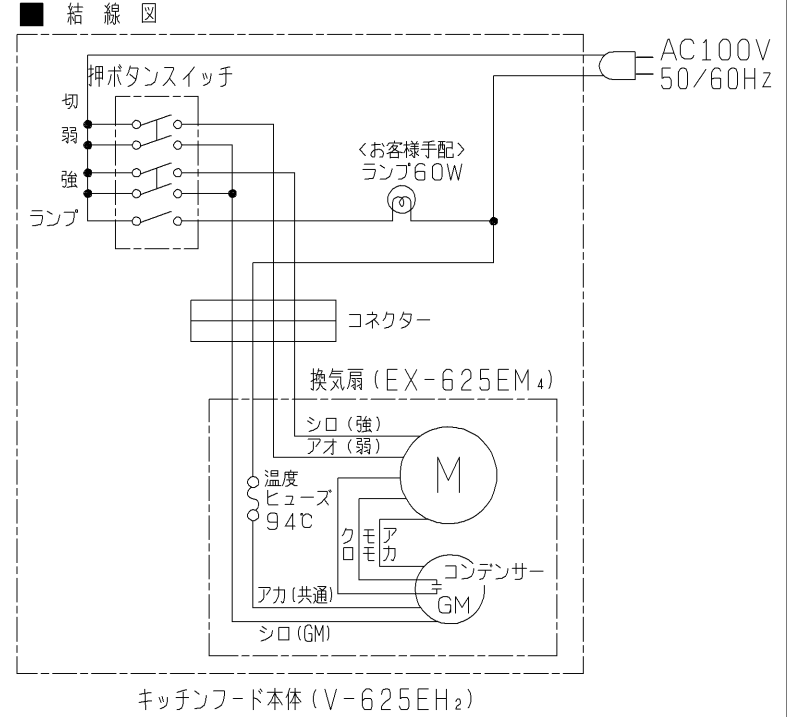 ■ 結線図
AC100V
50/60Hz
押ボタンスイッチ
切
弱
強
ランプ
〈お客様手配〉
ランプ60W
コネクター
換気扇(EX-625EM₄)
シロ(強)
アオ(弱)
M
温度
ヒューズ
94℃
クロ
モモ
アカ
コンデンサー
GM
アカ(共通)
シロ(GM)
キッチンフード本体(V-625EH₂)